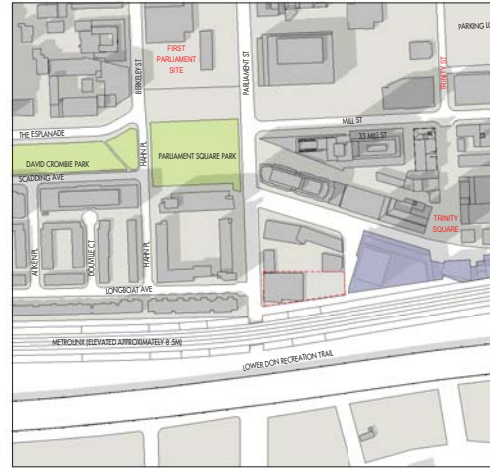 PARKING LO
FIRST
PARLIAMENT
SITE
BERKELEY ST
PARLIAMENT ST
TRINITY ST
MILL ST
THE ESPLANADE
33 MILL ST
HAHN PL
PARLIAMENT SQUARE PARK
DAVID CROMBIE PARK
SCADDING AVE
TRINITY
SQUARE
AITKEN PL
DOUVILLE CT
HAHN PL
LONGBOAT AVE
METROLINX (ELEVATED APPROXIMATELY 8.5M)
LOWER DON RECREATION TRAIL